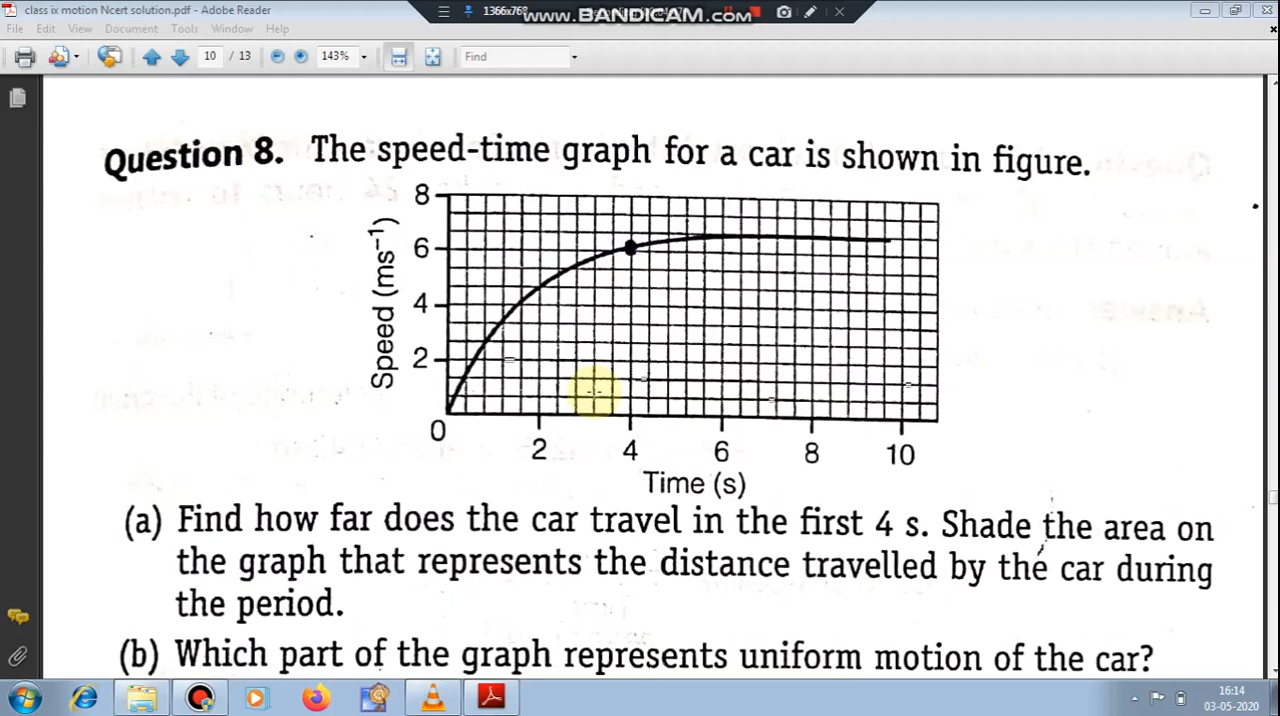 class ix motion Ncert solution.pdf - Adobe Reader
1366x768
www.BANDICAM.com
File Edit View Document Tools Window Help
10 / 13
143%
Find
Question 8. The speed-time graph for a car is shown in figure.
8
6
4
2
0
Speed (ms⁻¹)
2 4 6 8 10
Time (s)
(a) Find how far does the car travel in the first 4 s. Shade the area on
the graph that represents the distance travelled by the car during
the period.
(b) Which part of the graph represents uniform motion of the car?
16:14
03-05-2020